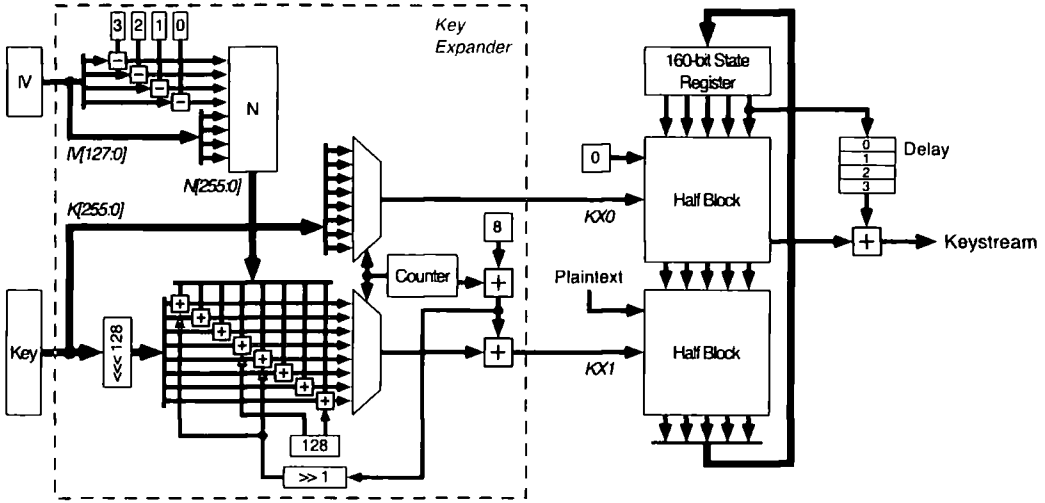 Key
Expander
3 2 1 0
IV
N
IV[127:0]
N[255:0]
K[255:0]
Key
<<< 128
Counter
8
128
>> 1
160-bit State
Register
0
Half Block
KX0
Plaintext
Half Block
KX1
0
1
2
3
Delay
Keystream
− − − −
+ + + + + + + +
+
+
+